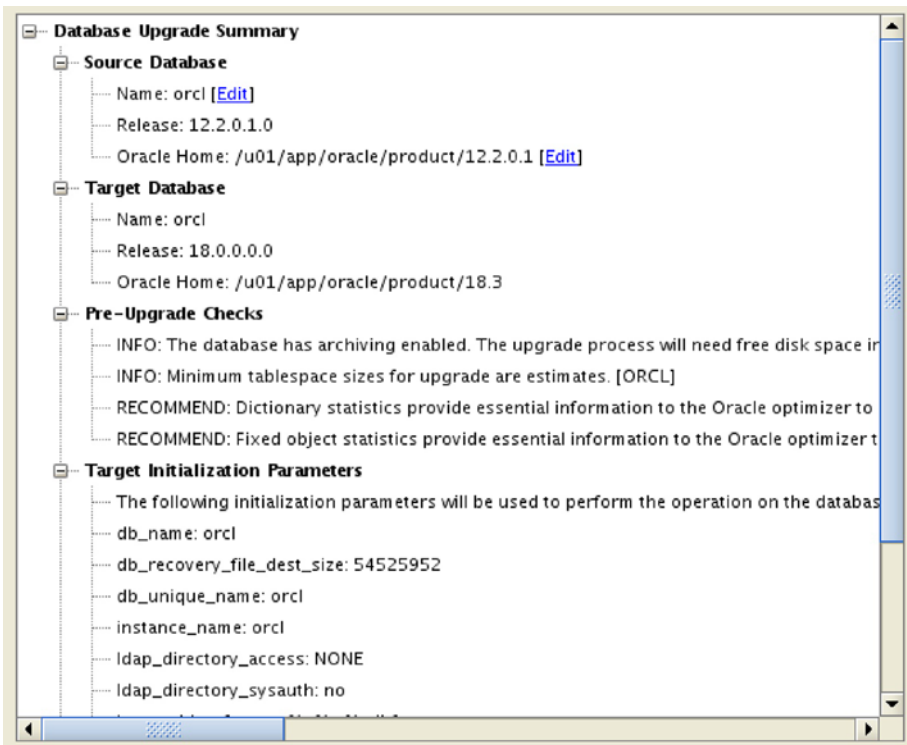 Database Upgrade Summary
Source Database
Name: orcl [Edit]
Release: 12.2.0.1.0
Oracle Home: /u01/app/oracle/product/12.2.0.1 [Edit]
Target Database
Name: orcl
Release: 18.0.0.0.0
Oracle Home: /u01/app/oracle/product/18.3
Pre-Upgrade Checks
INFO: The database has archiving enabled. The upgrade process will need free disk space in
INFO: Minimum tablespace sizes for upgrade are estimates. [ORCL]
RECOMMEND: Dictionary statistics provide essential information to the Oracle optimizer to
RECOMMEND: Fixed object statistics provide essential information to the Oracle optimizer t
Target Initialization Parameters
The following initialization parameters will be used to perform the operation on the databas
db_name: orcl
db_recovery_file_dest_size: 54525952
db_unique_name: orcl
instance_name: orcl
ldap_directory_access: NONE
ldap_directory_sysauth: no